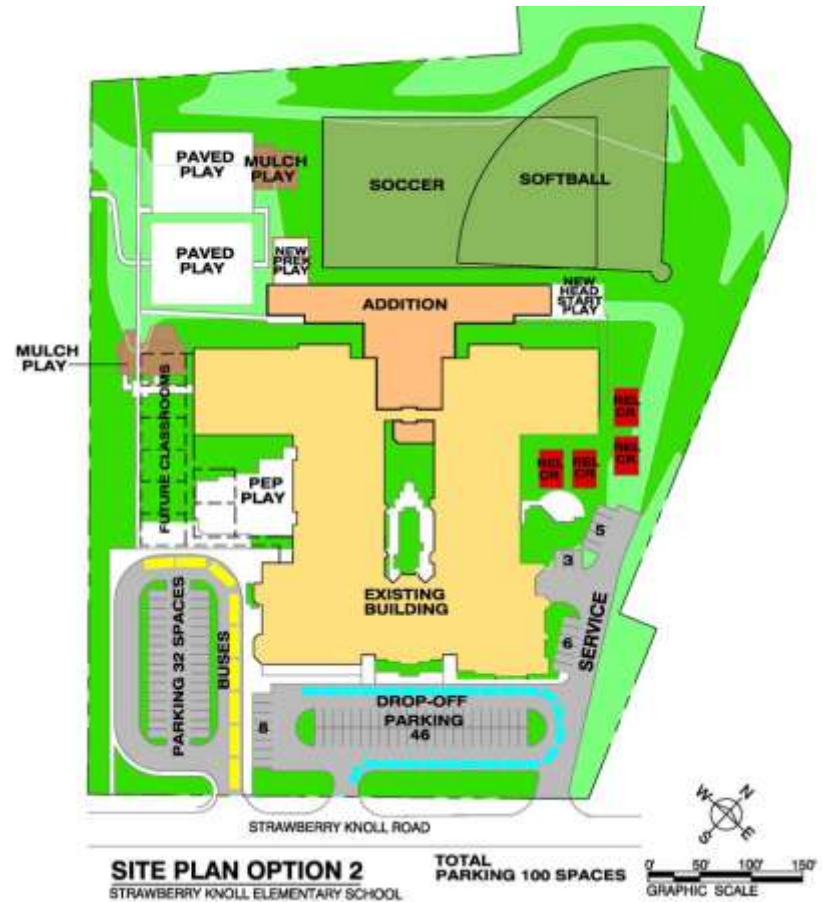 PAVED
PLAY
MULCH
PLAY
SOCCER
SOFTBALL
PAVED
PLAY
NEW
PREK
PLAY
NEW
HEAD
START
PLAY
ADDITION
MULCH
PLAY
FUTURE CLASSROOMS
REL
CR.
REL
CR.
REL
CR.
REL
CR.
PEP
PLAY
5
3
EXISTING
BUILDING
6
SERVICE
PARKING 32 SPACES
BUSES
8
DROP-OFF
PARKING
46
W
N
S
E
STRAWBERRY KNOLL ROAD
SITE PLAN OPTION 2
STRAWBERRY KNOLL ELEMENTARY SCHOOL
TOTAL
PARKING 100 SPACES
0' 50' 100' 150'
GRAPHIC SCALE